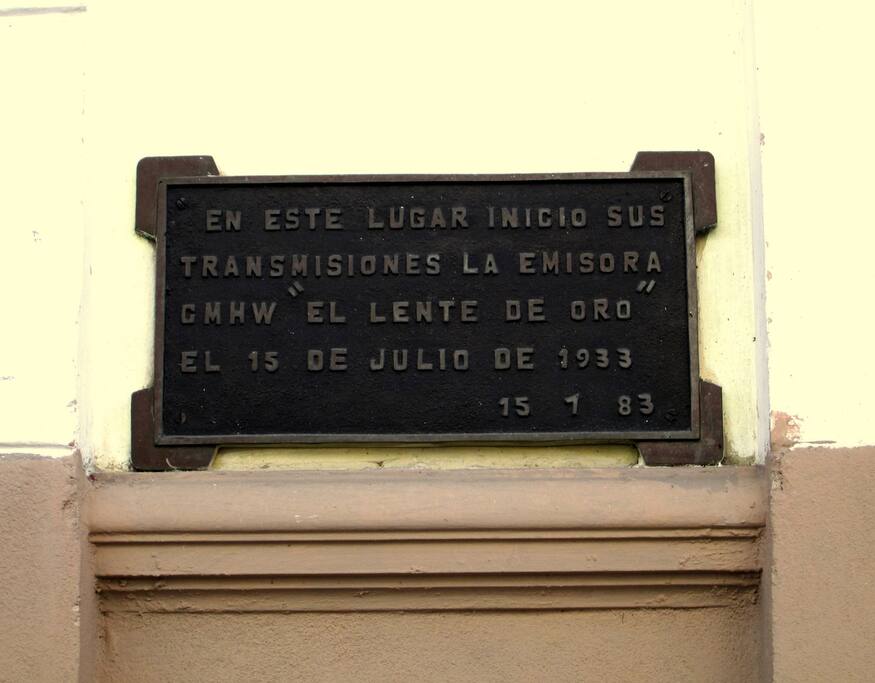 EN ESTE LUGAR INICIO SUS
TRANSMISIONES LA EMISORA
CMHW "EL LENTE DE ORO"
EL 15 DE JULIO DE 1933
15 7 83